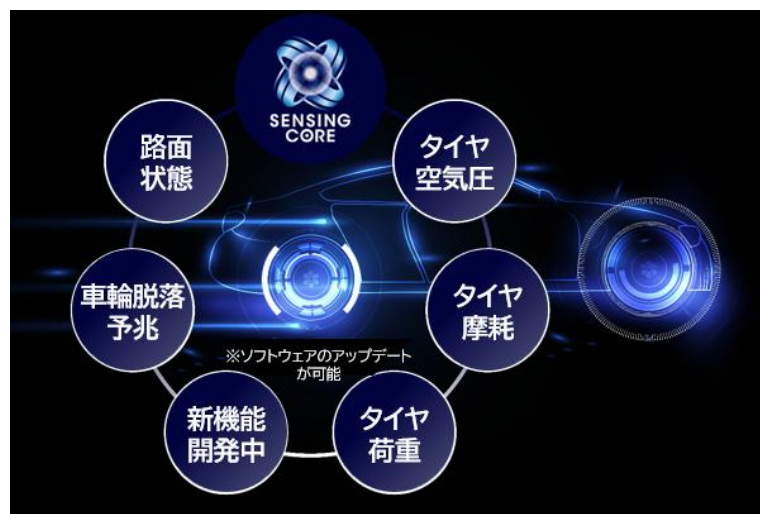 SENSING
CORE
タイヤ
空気圧
タイヤ
摩耗
タイヤ
荷重
新機能
開発中
車輪脱落
予兆
路面
状態
※ソフトウェアのアップデート
が可能